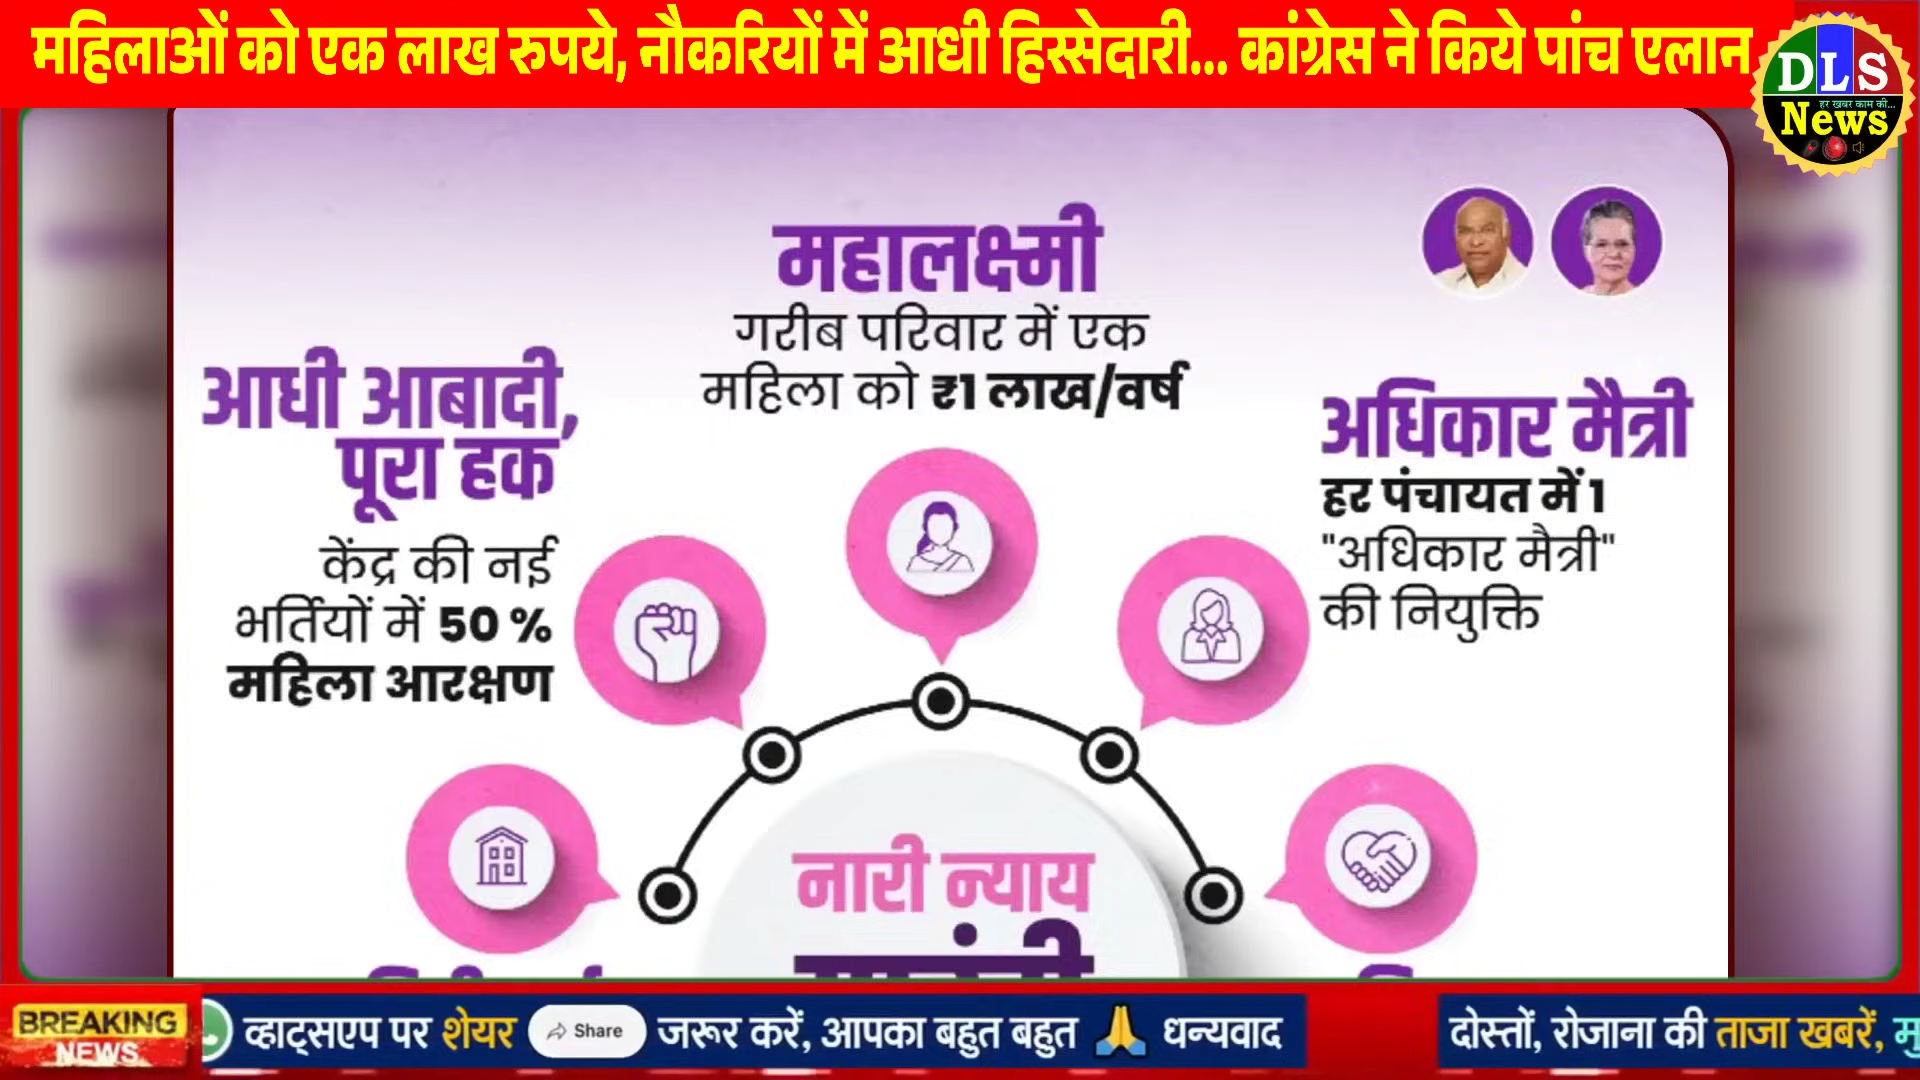 महिलाओं को एक लाख रुपये, नौकरियों में आधी हिस्सेदारी... कांग्रेस ने किये पांच एलान
DLS
हर खबर काम की...
News
महालक्ष्मी
गरीब परिवार में एक
महिला को ₹1 लाख/वर्ष
आधी आबादी,
पूरा हक
केंद्र की नई
भर्तियों में 50 %
महिला आरक्षण
अधिकार मैत्री
हर पंचायत में 1
"अधिकार मैत्री"
की नियुक्ति
नारी न्याय
BREAKING
NEWS
व्हाट्सएप पर शेयर Share जरूर करें, आपका बहुत बहुत 🙏 धन्यवाद
दोस्तों, रोजाना की ताजा खबरें,